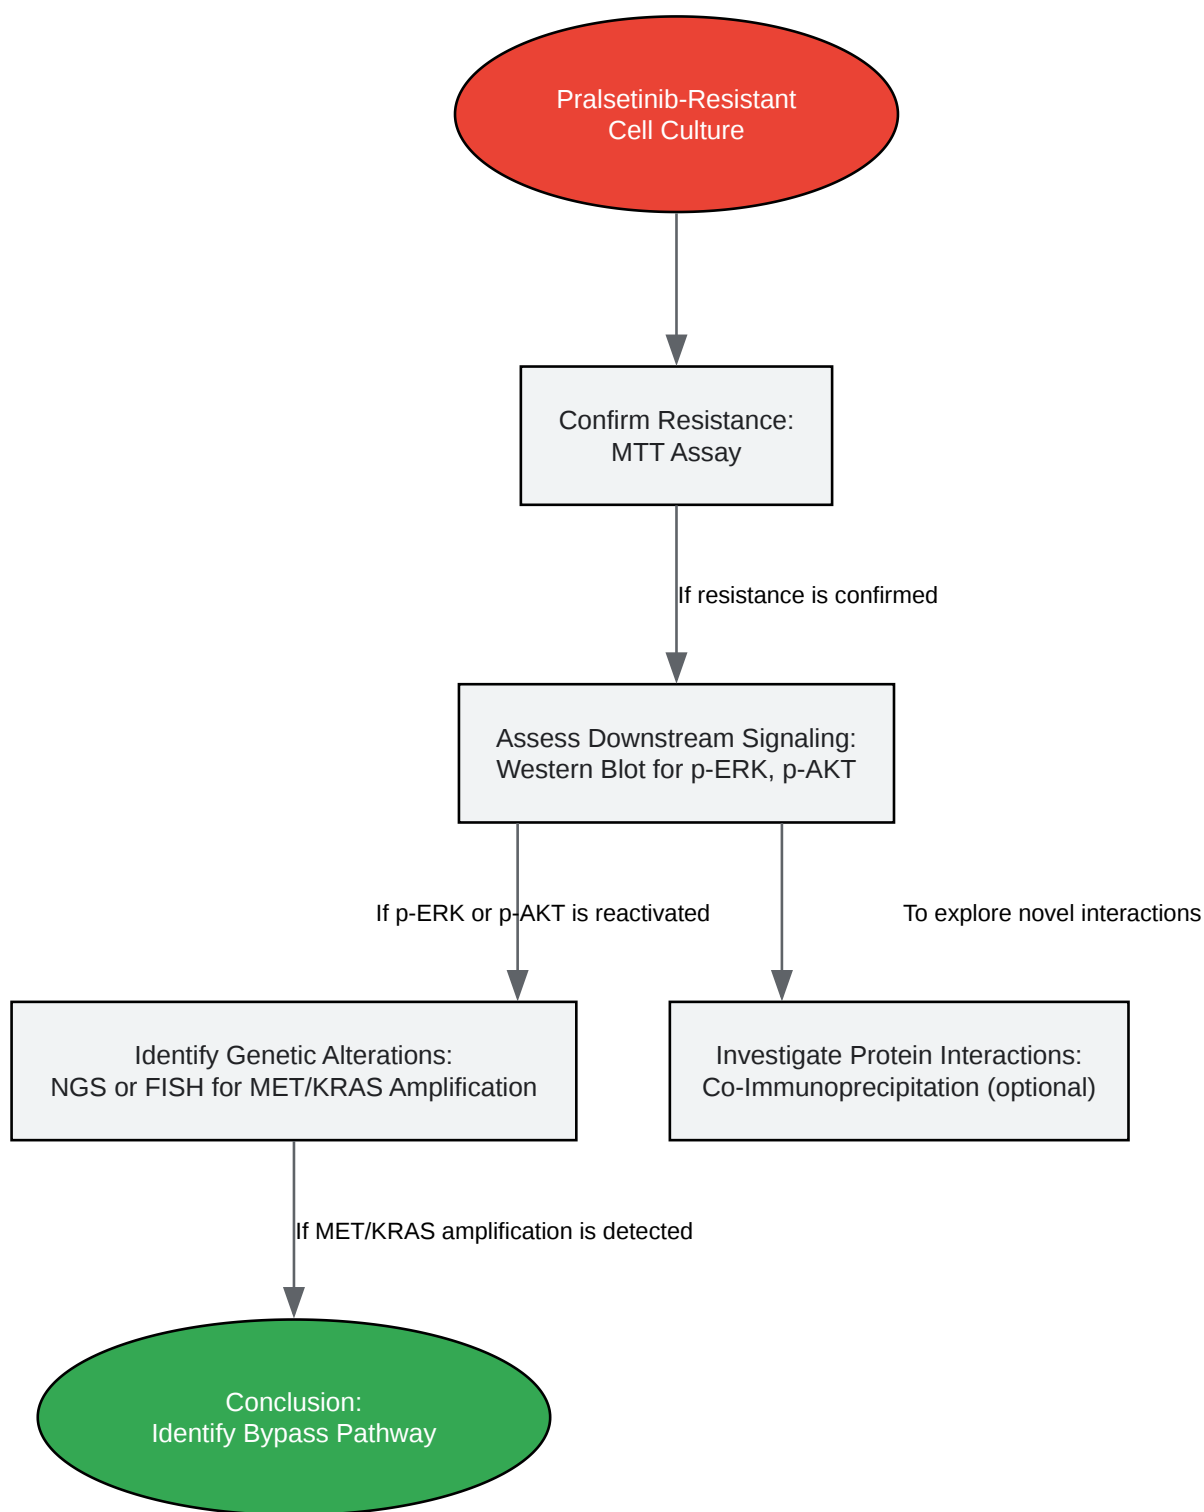 Pralsetinib-Resistant
Cell Culture
Confirm Resistance:
MTT Assay
If resistance is confirmed
Assess Downstream Signaling:
Western Blot for p-ERK, p-AKT
If p-ERK or p-AKT is reactivated
To explore novel interactions
Identify Genetic Alterations:
NGS or FISH for MET/KRAS Amplification
Investigate Protein Interactions:
Co-Immunoprecipitation (optional)
If MET/KRAS amplification is detected
Conclusion:
Identify Bypass Pathway